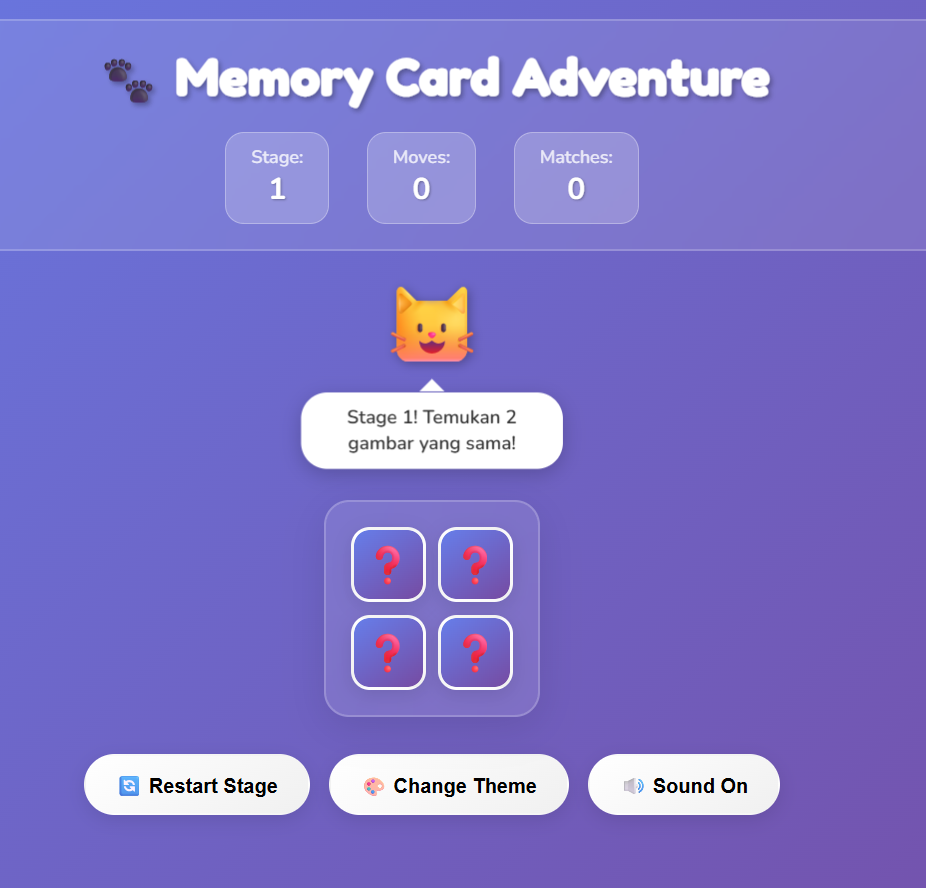 Memory Card Adventure
Stage:
1
Moves:
0
Matches:
0
Stage 1! Temukan 2
gambar yang sama!
❓ ❓
❓ ❓
Restart Stage
Change Theme
Sound On